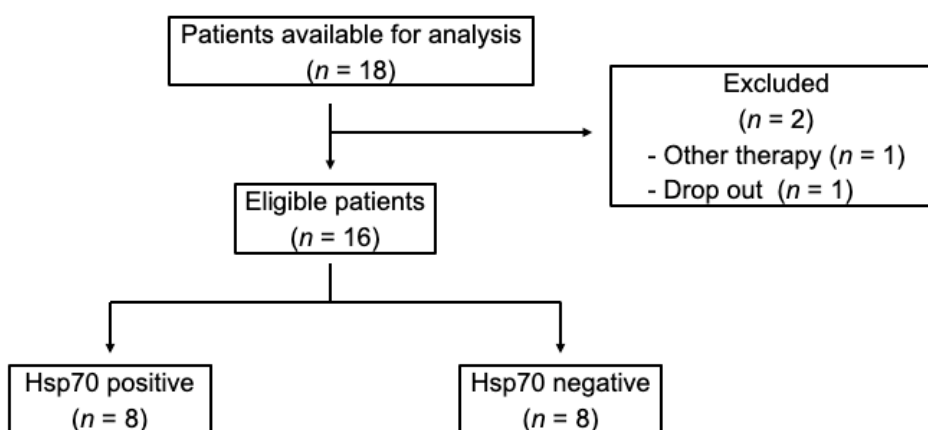 Patients available for analysis
(n = 18)
Excluded
(n = 2)
- Other therapy (n = 1)
- Drop out (n = 1)
Eligible patients
(n = 16)
Hsp70 positive
(n = 8)
Hsp70 negative
(n = 8)